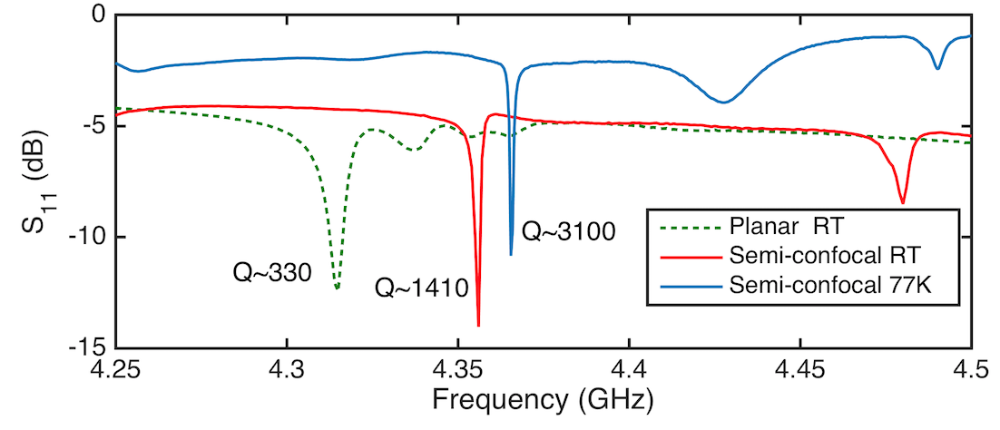 0
-5
-10
-15
S11 (dB)
4.25
4.3
4.35
4.4
4.45
4.5
Frequency (GHz)
Q~330
Q~1410
Q~3100
Planar RT
Semi-confocal RT
Semi-confocal 77K